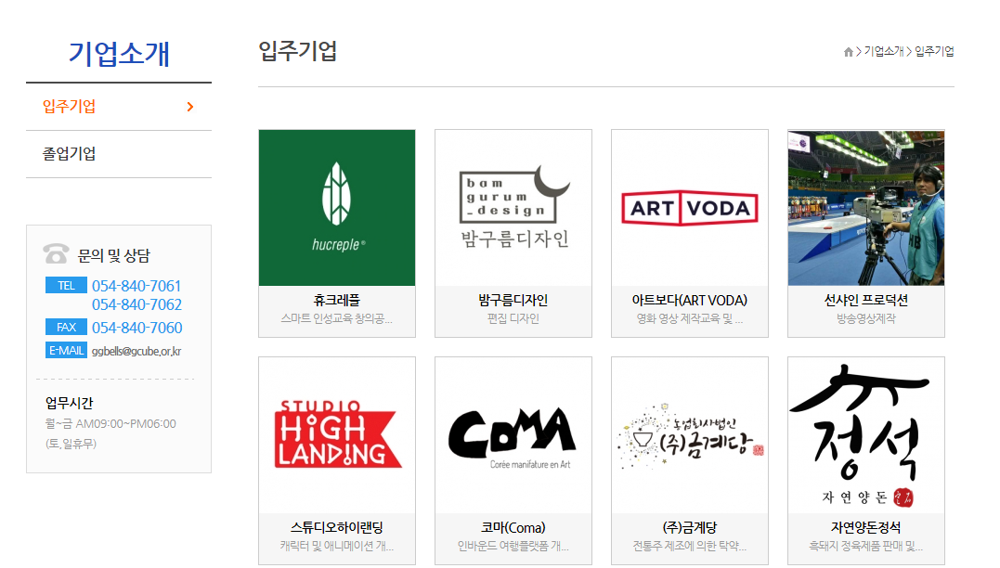 기업소개
입주기업
졸업기업
문의 및 상담
TEL 054-840-7061
054-840-7062
FAX 054-840-7060
E-MAIL ggbells@gcube.or.kr
업무시간
월~금 AM09:00~PM06:00
(토,일휴무)
입주기업
기업소개 > 입주기업
hucreple®
휴크레플
스마트 인성교육 창의공...
bam
gurum
_design
밤구름디자인
밤구름디자인
편집 디자인
ART VODA
아트보다(ART VODA)
영화 영상 제작교육 및 ...
선샤인 프로덕션
방송영상제작
STUDIO
HiGH
LANDiNG
스튜디오하이랜딩
캐릭터 및 애니메이션 개...
COMA
Corée manifature en Art
코마(Coma)
인바운드 여행플랫폼 개...
농업회사법인
(주)금계당
(주)금계당
전통주 제조에 의한 탁약...
정석
자연양돈
자연양돈정석
흑돼지 정육제품 판매 및...